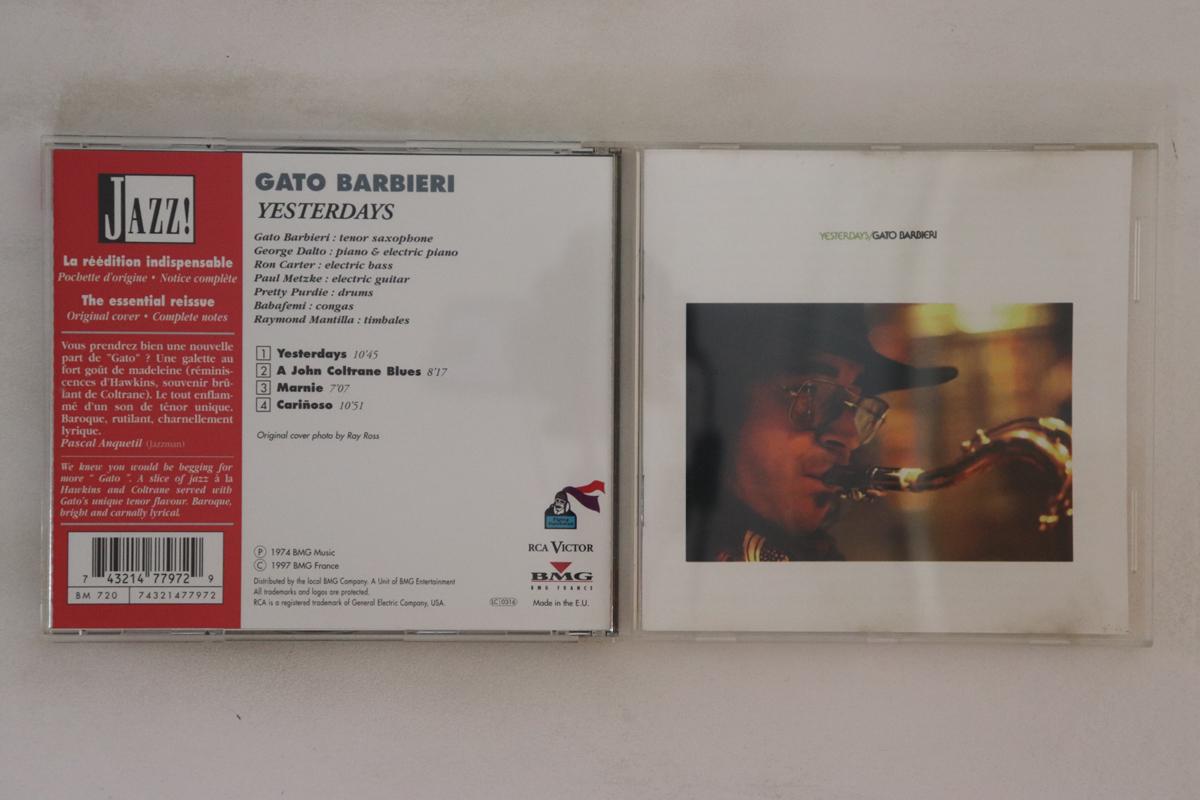 JAZZ!
La réédition indispensable
Pochette d'origine • Notice complète
The essential reissue
Original cover • Complete notes
Vous prendrez bien une nouvelle
part de "Gato" ? Une galette au
fort goût de madeleine (réminis-
cences d'Hawkins, souvenir brû-
lant de Coltrane). Le tout enflam-
mé d'un son de ténor unique.
Baroque, rutilant, charnellement
lyrique.
Pascal Anquetil (Jazzman)
We knew you would be begging for
more " Gato ". A slice of jazz à la
Hawkins and Coltrane served with
Gato's unique tenor flavour. Baroque,
bright and carnally lyrical.
7 43214 77972 9
BM 720 74321477972
GATO BARBIERI
YESTERDAYS
Gato Barbieri : tenor saxophone
George Dalto : piano & electric piano
Ron Carter : electric bass
Paul Metzke : electric guitar
Pretty Purdie : drums
Babafemi : congas
Raymond Mantilla : timbales
1 Yesterdays 10'45
2 A John Coltrane Blues 8'17
3 Marnie 7'07
4 Cariñoso 10'51
Original cover photo by Ray Ross
℗ 1974 BMG Music
© 1997 BMG France
Distributed by the local BMG Company. A Unit of BMG Entertainment
All trademarks and logos are protected.
RCA is a registered trademark of General Electric Company, USA.
LC 0316
Flying Dutchman
RCA VICTOR
BMG
BMG FRANCE
Made in the E.U.
YESTERDAYS/GATO BARBIERI